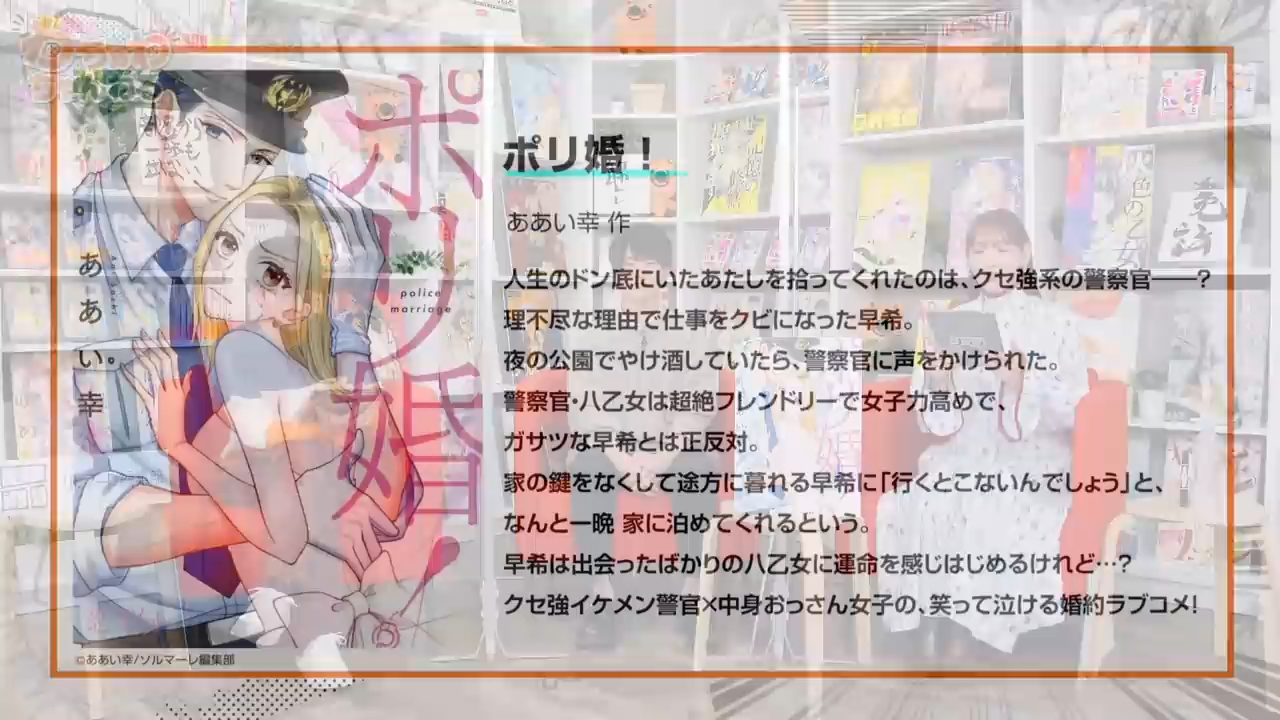 ポリ婚!
ああい幸 作
人生のドン底にいたあたしを拾ってくれたのは、クセ強系の警察官――?
理不尽な理由で仕事をクビになった早希。
夜の公園でやけ酒していたら、警察官に声をかけられた。
警察官・八乙女は超絶フレンドリーで女子力高めで、
ガサツな早希とは正反対。
家の鍵をなくして途方に暮れる早希に「行くとこないんでしょう」と、
なんと一晩 家に泊めてくれるという。
早希は出会ったばかりの八乙女に運命を感じはじめるけれど…?
クセ強イケメン警官×中身おっさん女子の、笑って泣ける婚約ラブコメ!
ポリ婚!
police
marriage
ああい。幸
©ああい幸/ソルマーレ編集部
火色の乙女